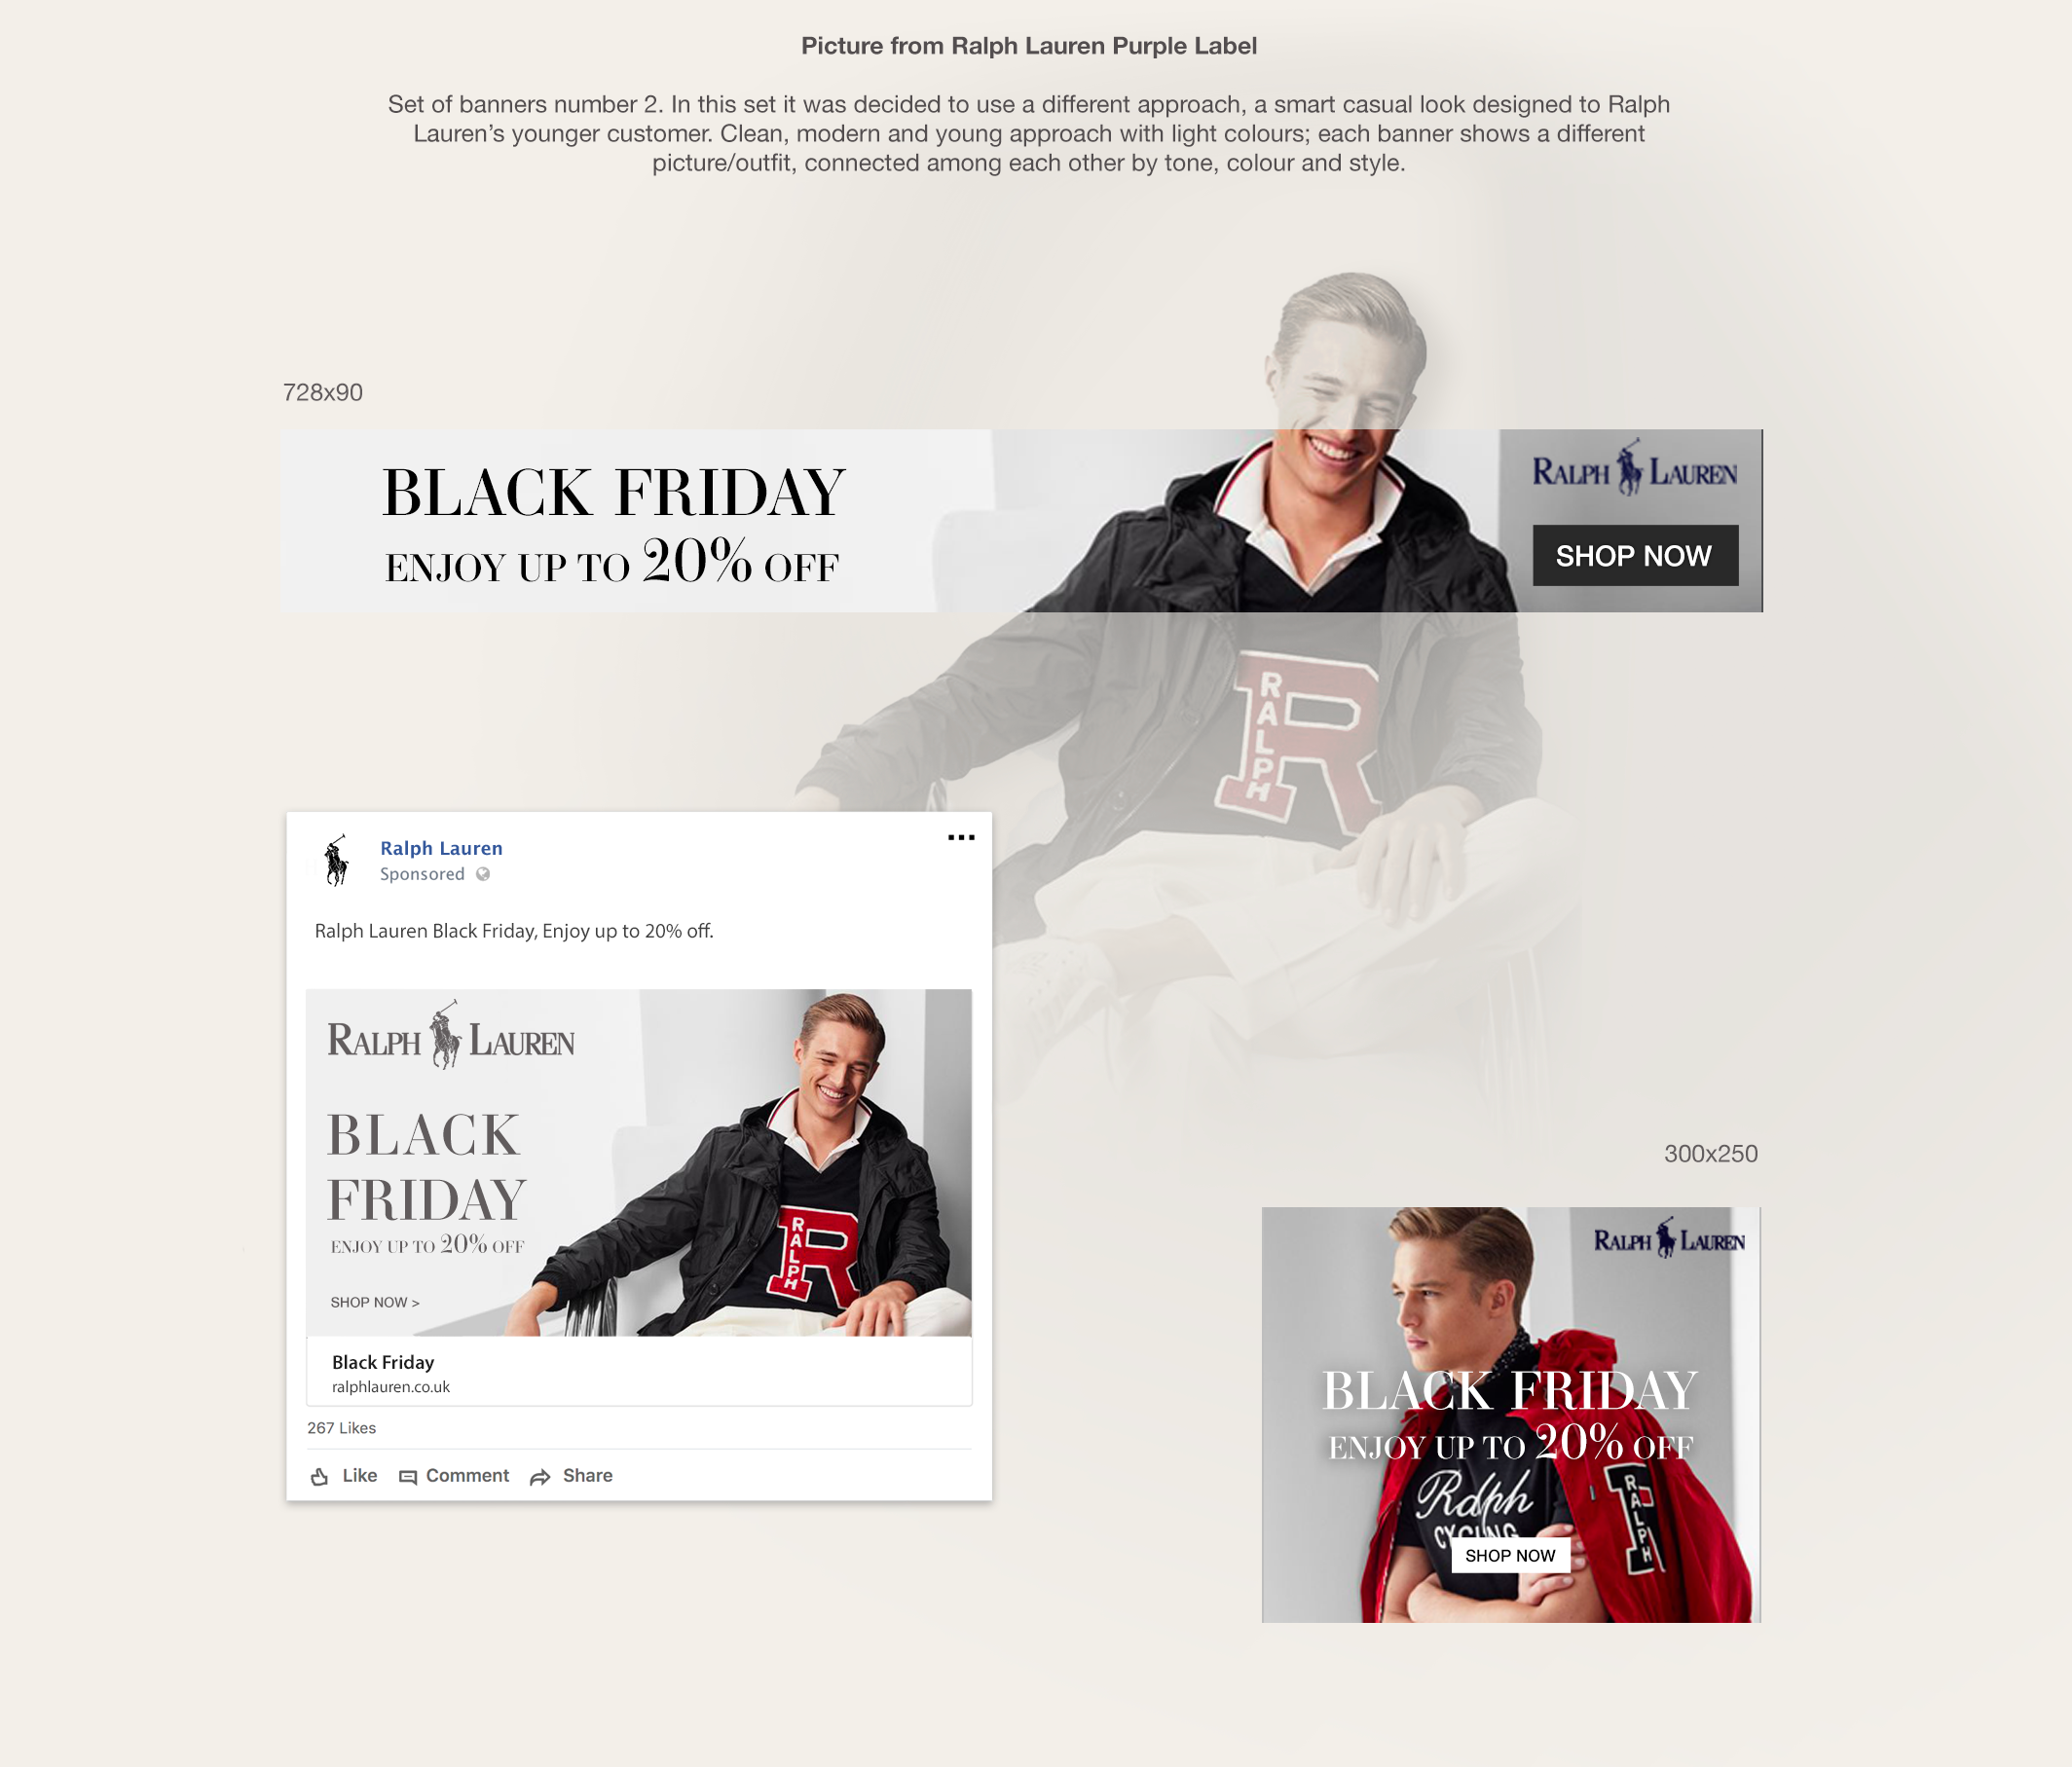 Picture from Ralph Lauren Purple Label
Set of banners number 2. In this set it was decided to use a different approach, a smart casual look designed to Ralph
Lauren’s younger customer. Clean, modern and young approach with light colours; each banner shows a different
picture/outfit, connected among each other by tone, colour and style.
728x90
BLACK FRIDAY
ENJOY UP TO 20% OFF
RALPH LAUREN
SHOP NOW
R
RALPH
Ralph Lauren
Sponsored
Ralph Lauren Black Friday, Enjoy up to 20% off.
RALPH LAUREN
BLACK
FRIDAY
ENJOY UP TO 20% OFF
SHOP NOW >
R
RALPH
Black Friday
ralphlauren.co.uk
267 Likes
Like Comment Share
300x250
RALPH LAUREN
BLACK FRIDAY
ENJOY UP TO 20% OFF
Ralph
CYCLING
RALPH
SHOP NOW